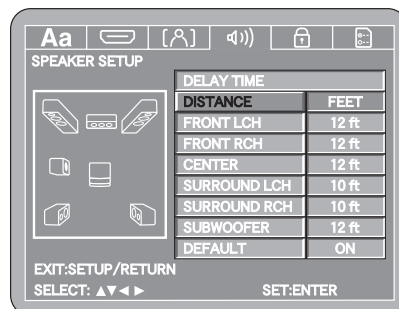 Aa
SPEAKER SETUP
DELAY TIME
DISTANCE FEET
FRONT LCH 12 ft
FRONT RCH 12 ft
CENTER 12 ft
SURROUND LCH 10 ft
SURROUND RCH 10 ft
SUBWOOFER 12 ft
DEFAULT ON
EXIT:SETUP/RETURN
SELECT: ▲▼◄► SET:ENTER